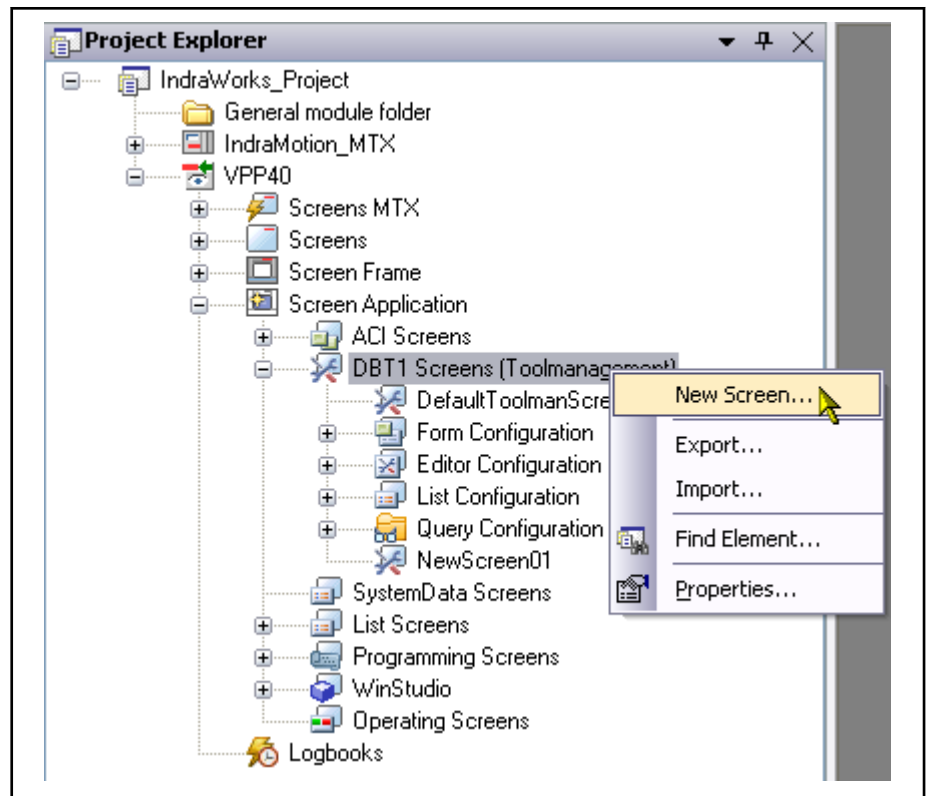 Project Explorer
IndraWorks_Project
General module folder
IndraMotion_MTX
VPP40
Screens MTX
Screens
Screen Frame
Screen Application
ACI Screens
DBT1 Screens (Toolmanagement)
DefaultToolmanScre
Form Configuration
Editor Configuration
List Configuration
Query Configuration
NewScreen01
SystemData Screens
List Screens
Programming Screens
WinStudio
Operating Screens
Logbooks
New Screen...
Export...
Import...
Find Element...
Properties...